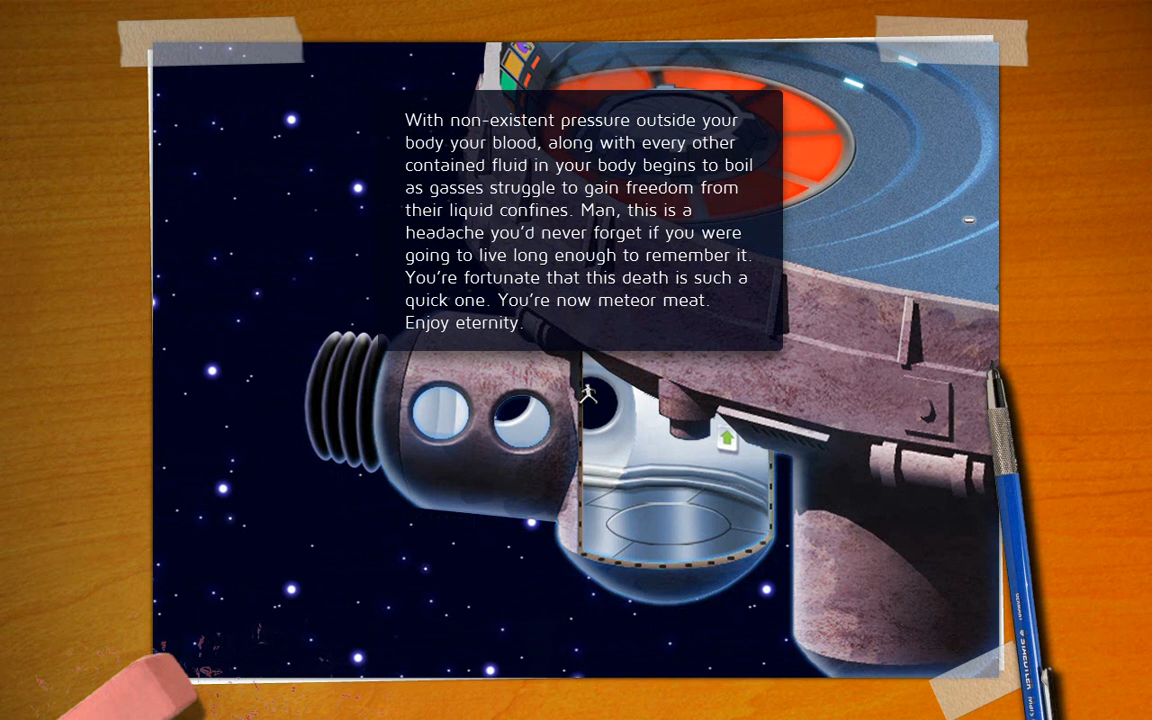 With non-existent pressure outside your
body your blood, along with every other
contained fluid in your body begins to boil
as gasses struggle to gain freedom from
their liquid confines. Man, this is a
headache you'd never forget if you were
going to live long enough to remember it.
You're fortunate that this death is such a
quick one. You're now meteor meat.
Enjoy eternity.